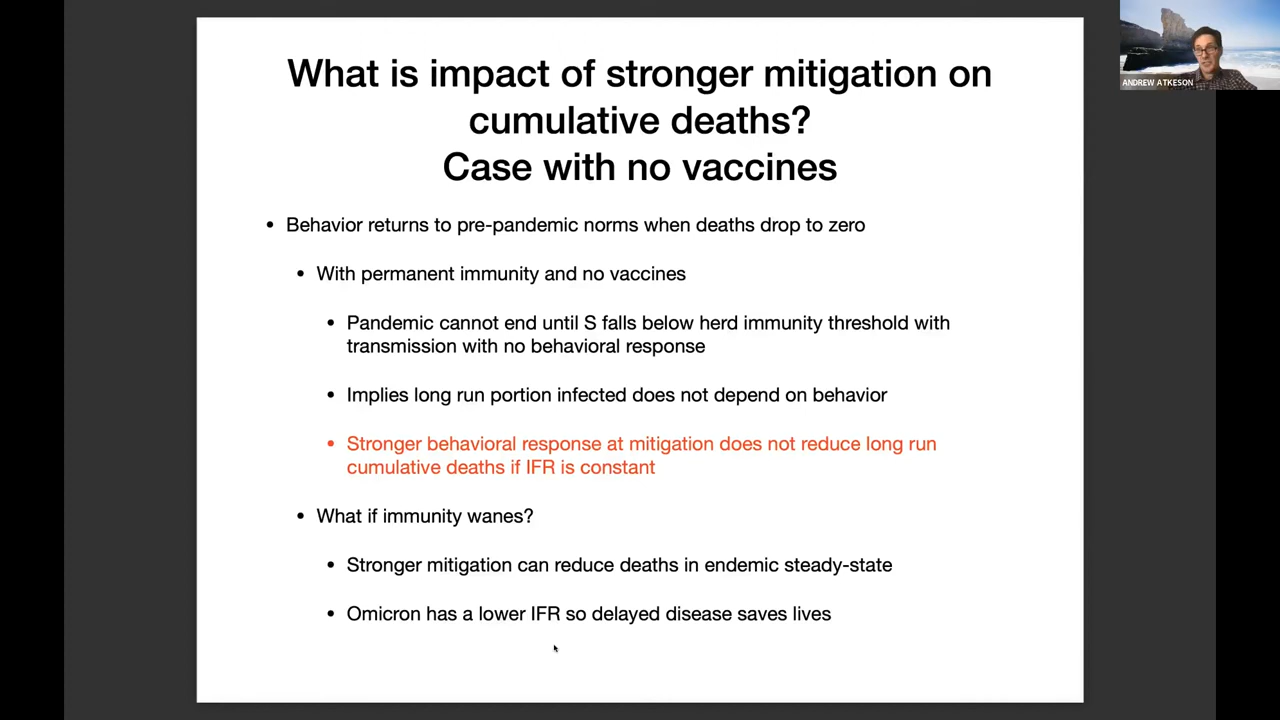 What is impact of stronger mitigation on
cumulative deaths?
Case with no vaccines
• Behavior returns to pre-pandemic norms when deaths drop to zero
• With permanent immunity and no vaccines
• Pandemic cannot end until S falls below herd immunity threshold with
transmission with no behavioral response
• Implies long run portion infected does not depend on behavior
• Stronger behavioral response at mitigation does not reduce long run
cumulative deaths if IFR is constant
• What if immunity wanes?
• Stronger mitigation can reduce deaths in endemic steady-state
• Omicron has a lower IFR so delayed disease saves lives
ANDREW ATKESON